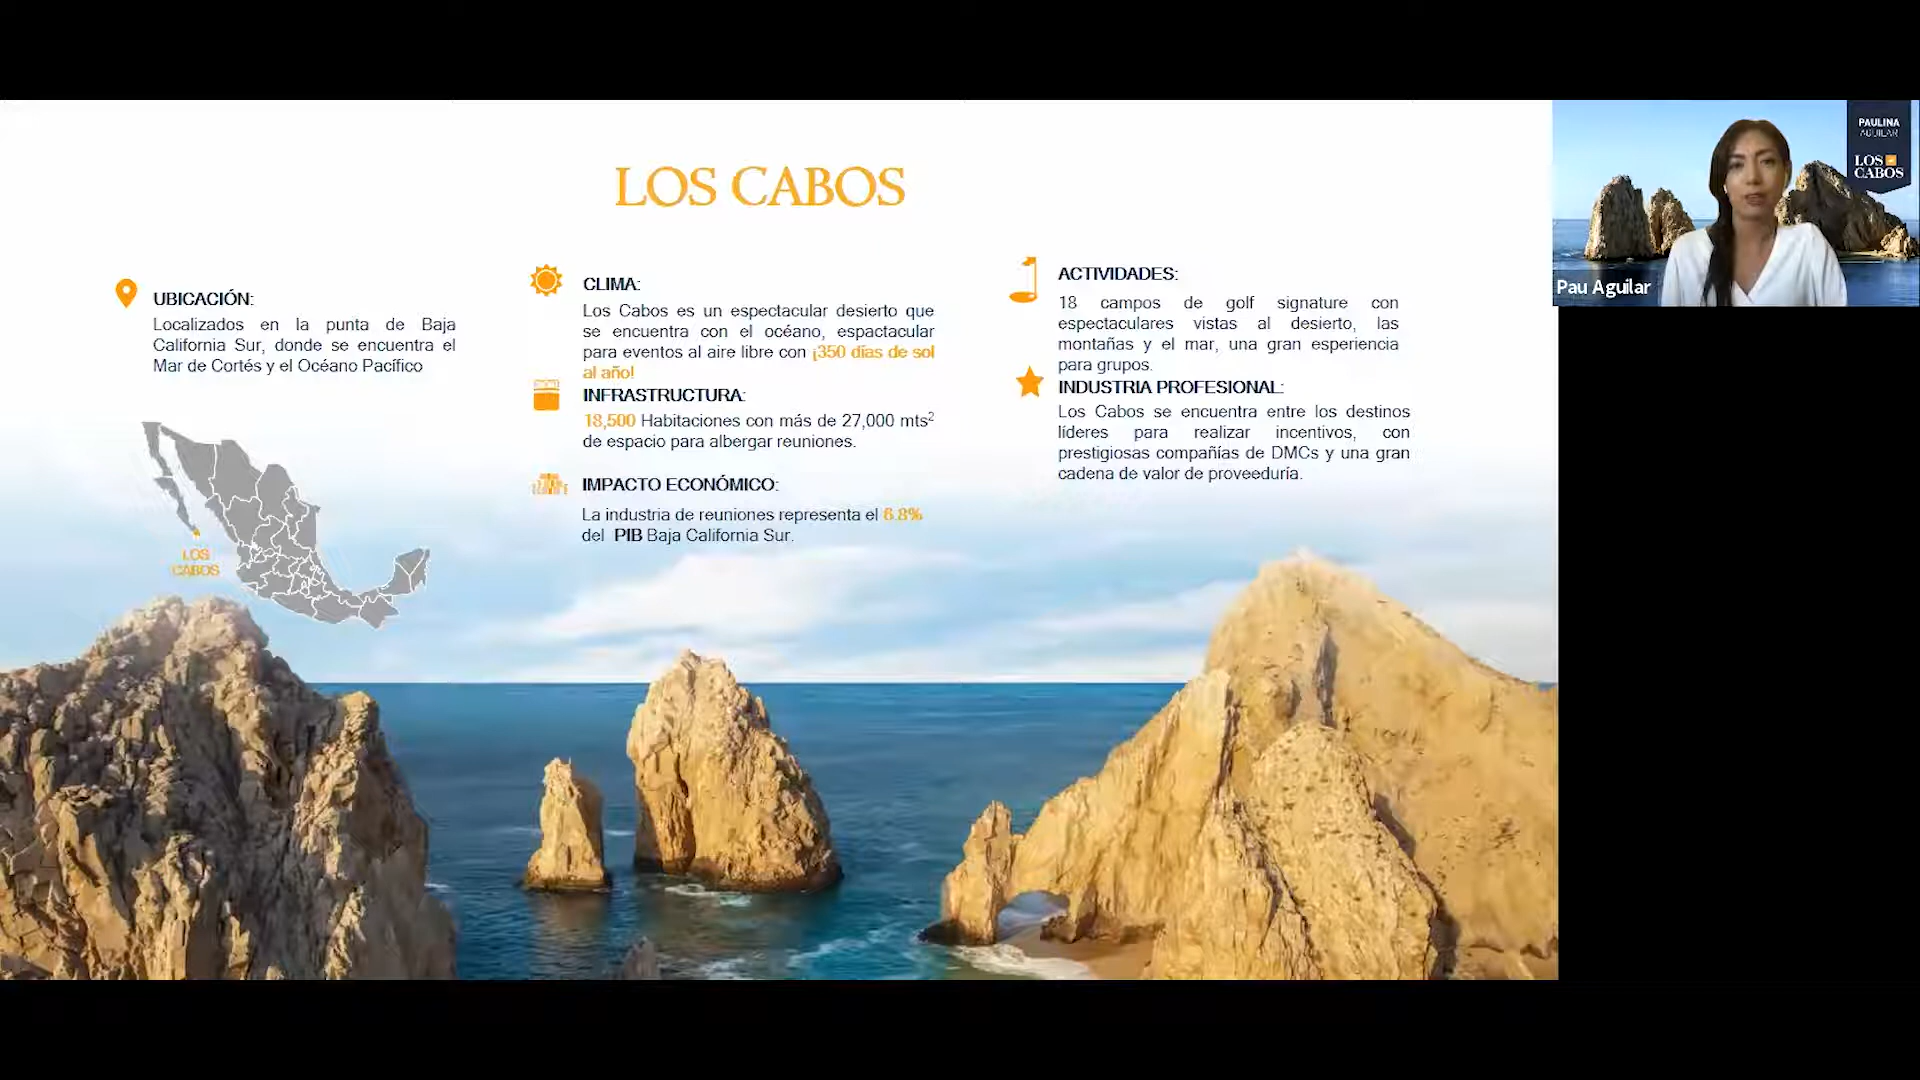 LOS CABOS
UBICACIÓN:
Localizados en la punta de Baja
California Sur, donde se encuentra el
Mar de Cortés y el Océano Pacífico
LOS
CABOS
CLIMA:
Los Cabos es un espectacular desierto que
se encuentra con el océano, espactacular
para eventos al aire libre con ¡350 días de sol
al año!
INFRASTRUCTURA:
18,500 Habitaciones con más de 27,000 mts²
de espacio para albergar reuniones.
IMPACTO ECONÓMICO:
La industria de reuniones representa el 6.8%
del PIB Baja California Sur.
ACTIVIDADES:
18 campos de golf signature con
espectaculares vistas al desierto, las
montañas y el mar, una gran esperiencia
para grupos.
INDUSTRIA PROFESIONAL:
Los Cabos se encuentra entre los destinos
líderes para realizar incentivos, con
prestigiosas compañías de DMCs y una gran
cadena de valor de proveeduría.
PAULINA
AGUILAR
LOS
CABOS
Pau Aguilar